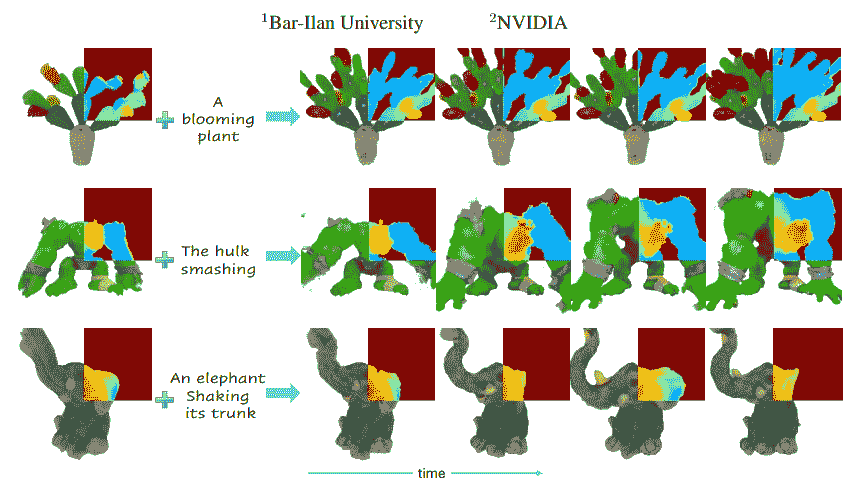 ¹Bar-Ilan University ²NVIDIA
A
blooming
plant
The hulk
smashing
An elephant
Shaking
its trunk
time